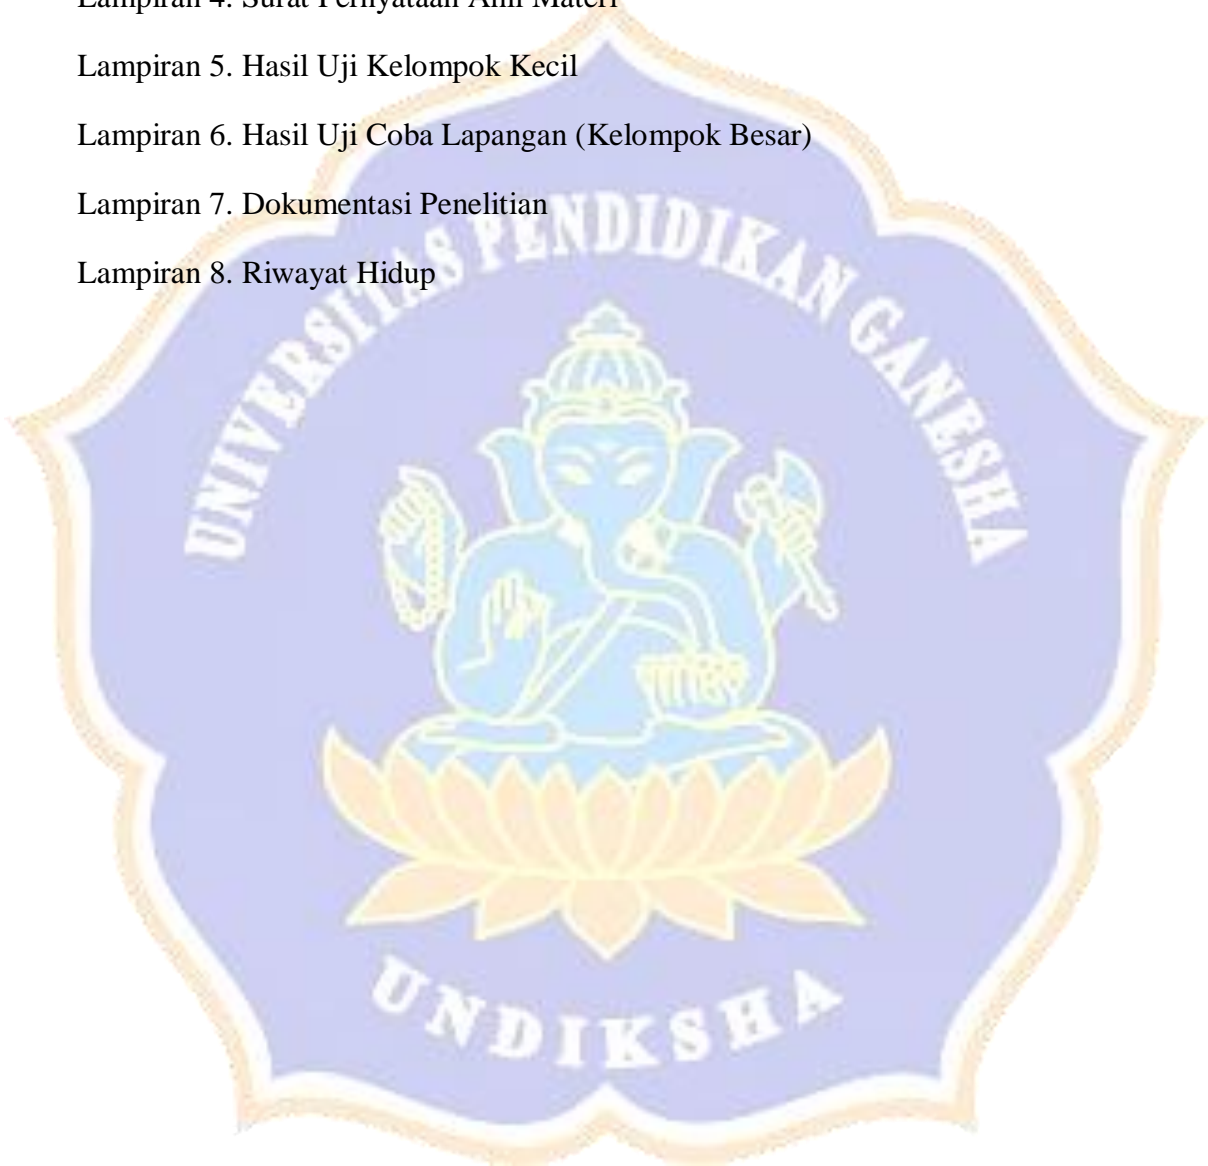 Lampiran 4. Surat Pernyataan Ahli Materi
Lampiran 5. Hasil Uji Kelompok Kecil
Lampiran 6. Hasil Uji Coba Lapangan (Kelompok Besar)
Lampiran 7. Dokumentasi Penelitian
Lampiran 8. Riwayat Hidup
UNIVERSITAS PENDIDIKAN GANESHA
UNDIKSHA